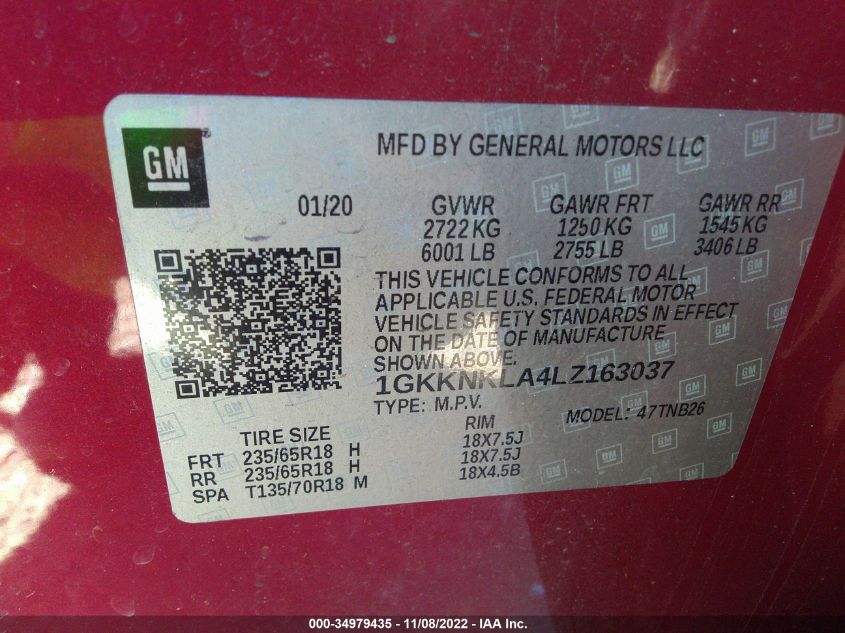 GM
MFD BY GENERAL MOTORS LLC
01/20 GVWR GAWR FRT GAWR RR
2722 KG 1250 KG 1545 KG
6001 LB 2755 LB 3406 LB
THIS VEHICLE CONFORMS TO ALL
APPLICABLE U.S. FEDERAL MOTOR
VEHICLE SAFETY STANDARDS IN EFFECT
ON THE DATE OF MANUFACTURE
SHOWN ABOVE.
1GKKNKLA4LZ163037
TYPE: M.P.V. MODEL: 47TNB26
TIRE SIZE RIM
FRT 235/65R18 H 18X7.5J
RR 235/65R18 H 18X7.5J
SPA T135/70R18 M 18X4.5B
000-34979435 - 11/08/2022 - IAA Inc.